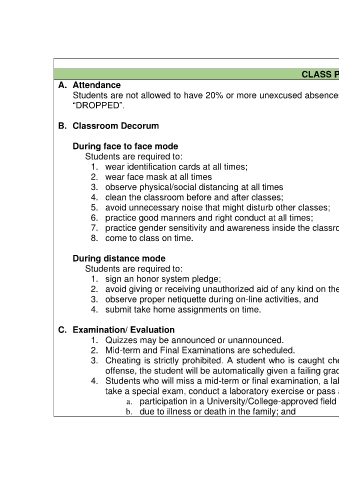 CLASS P
A. Attendance
Students are not allowed to have 20% or more unexcused absence
“DROPPED”.
B. Classroom Decorum
During face to face mode
Students are required to:
1. wear identification cards at all times;
2. wear face mask at all times
3. observe physical/social distancing at all times
4. clean the classroom before and after classes;
5. avoid unnecessary noise that might disturb other classes;
6. practice good manners and right conduct at all times;
7. practice gender sensitivity and awareness inside the classro
8. come to class on time.
During distance mode
Students are required to:
1. sign an honor system pledge;
2. avoid giving or receiving unauthorized aid of any kind on the
3. observe proper netiquette during on-line activities, and
4. submit take home assignments on time.
C. Examination/ Evaluation
1. Quizzes may be announced or unannounced.
2. Mid-term and Final Examinations are scheduled.
3. Cheating is strictly prohibited. A student who is caught che
offense, the student will be automatically given a failing grad
4. Students who will miss a mid-term or final examination, a la
take a special exam, conduct a laboratory exercise or pass
a. participation in a University/College-approved field
b. due to illness or death in the family; and